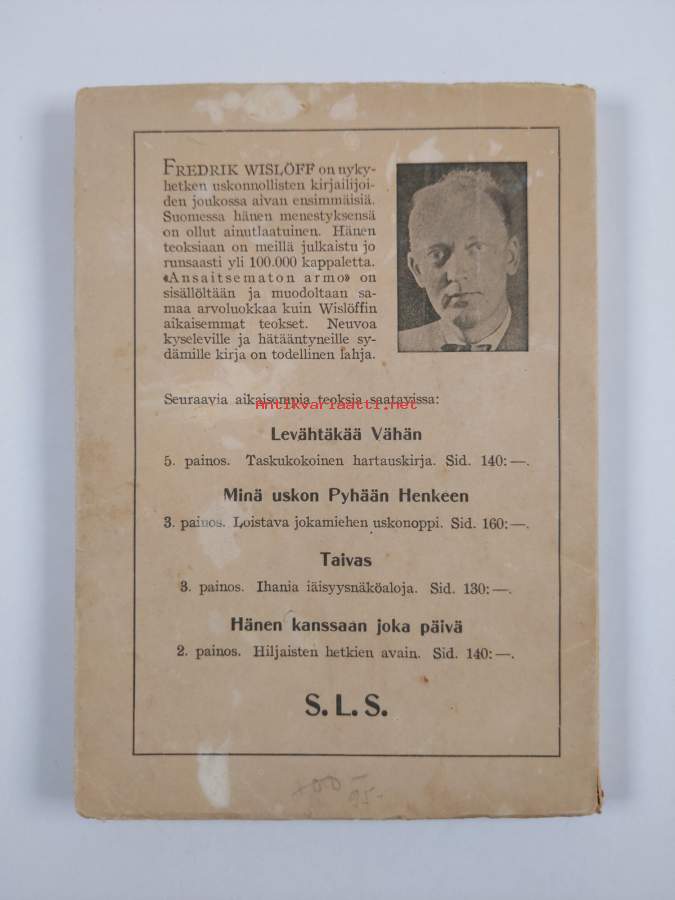 FREDRIK WISLÖFF on nyky-
hetken uskonnollisten kirjailijoi-
den joukossa aivan ensimmäisiä.
Suomessa hänen menestyksensä
on ollut ainutlaatuinen. Hänen
teoksiaan on meillä julkaistu jo
runsaasti yli 100.000 kappaletta.
«Ansaitsematon armo» on
sisällöltään ja muodoltaan sa-
maa arvoluokkaa kuin Wislöffin
aikaisemmat teokset. Neuvoa
kyseleville ja hätääntyneille sy-
dämille kirja on todellinen lahja.
Seuraavia aikaisempia teoksia saatavissa:
Antikvariaatti.net
Levähtäkää Vähän
5. painos. Taskukokoinen hartauskirja. Sid. 140:—.
Minä uskon Pyhään Henkeen
3. painos. Loistava jokamiehen uskonoppi. Sid. 160:—.
Taivas
3. painos. Ihania iäisyysnäköaloja. Sid. 130:—.
Hänen kanssaan joka päivä
2. painos. Hiljaisten hetkien avain. Sid. 140:—.
S.L.S.
95-